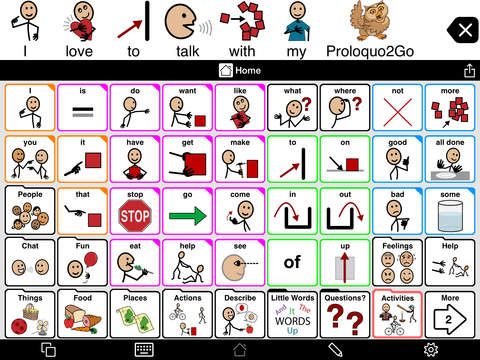 I love to talk with my Proloquo2Go
Home
I is do want like what where not more
you it have get make to on good all done
People that stop go come in out bad some
STOP
Chat Fun eat help see of up Feelings Help
Things Food Places Actions Describe Little Words Questions? Activities More
And It The
WORDS
Up
2